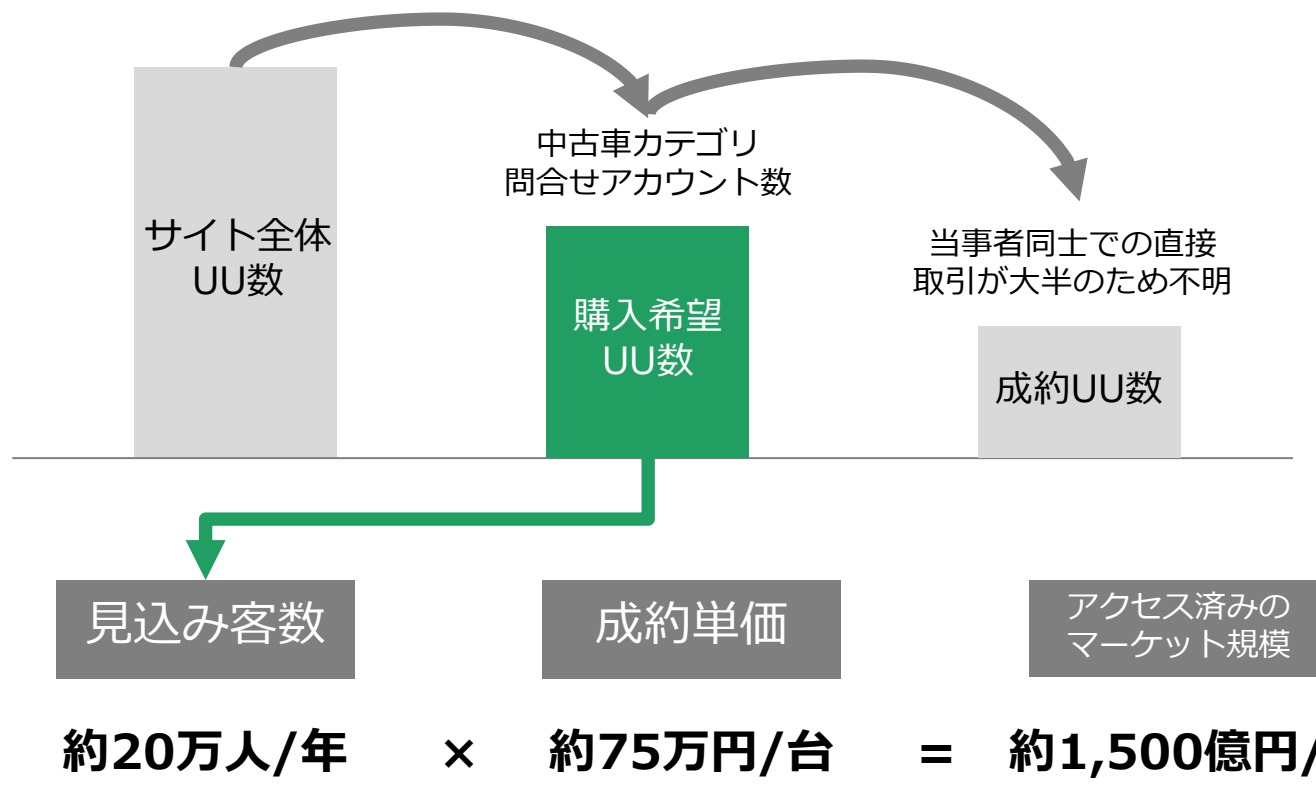 中古車カテゴリ
問合せアカウント数
サイト全体
UU数
当事者同士での直接
取引が大半のため不明
購入希望
UU数
成約UU数
見込み客数
成約単価
アクセス済みの
マーケット規模
約20万人/年 × 約75万円/台 = 約1,500億円/